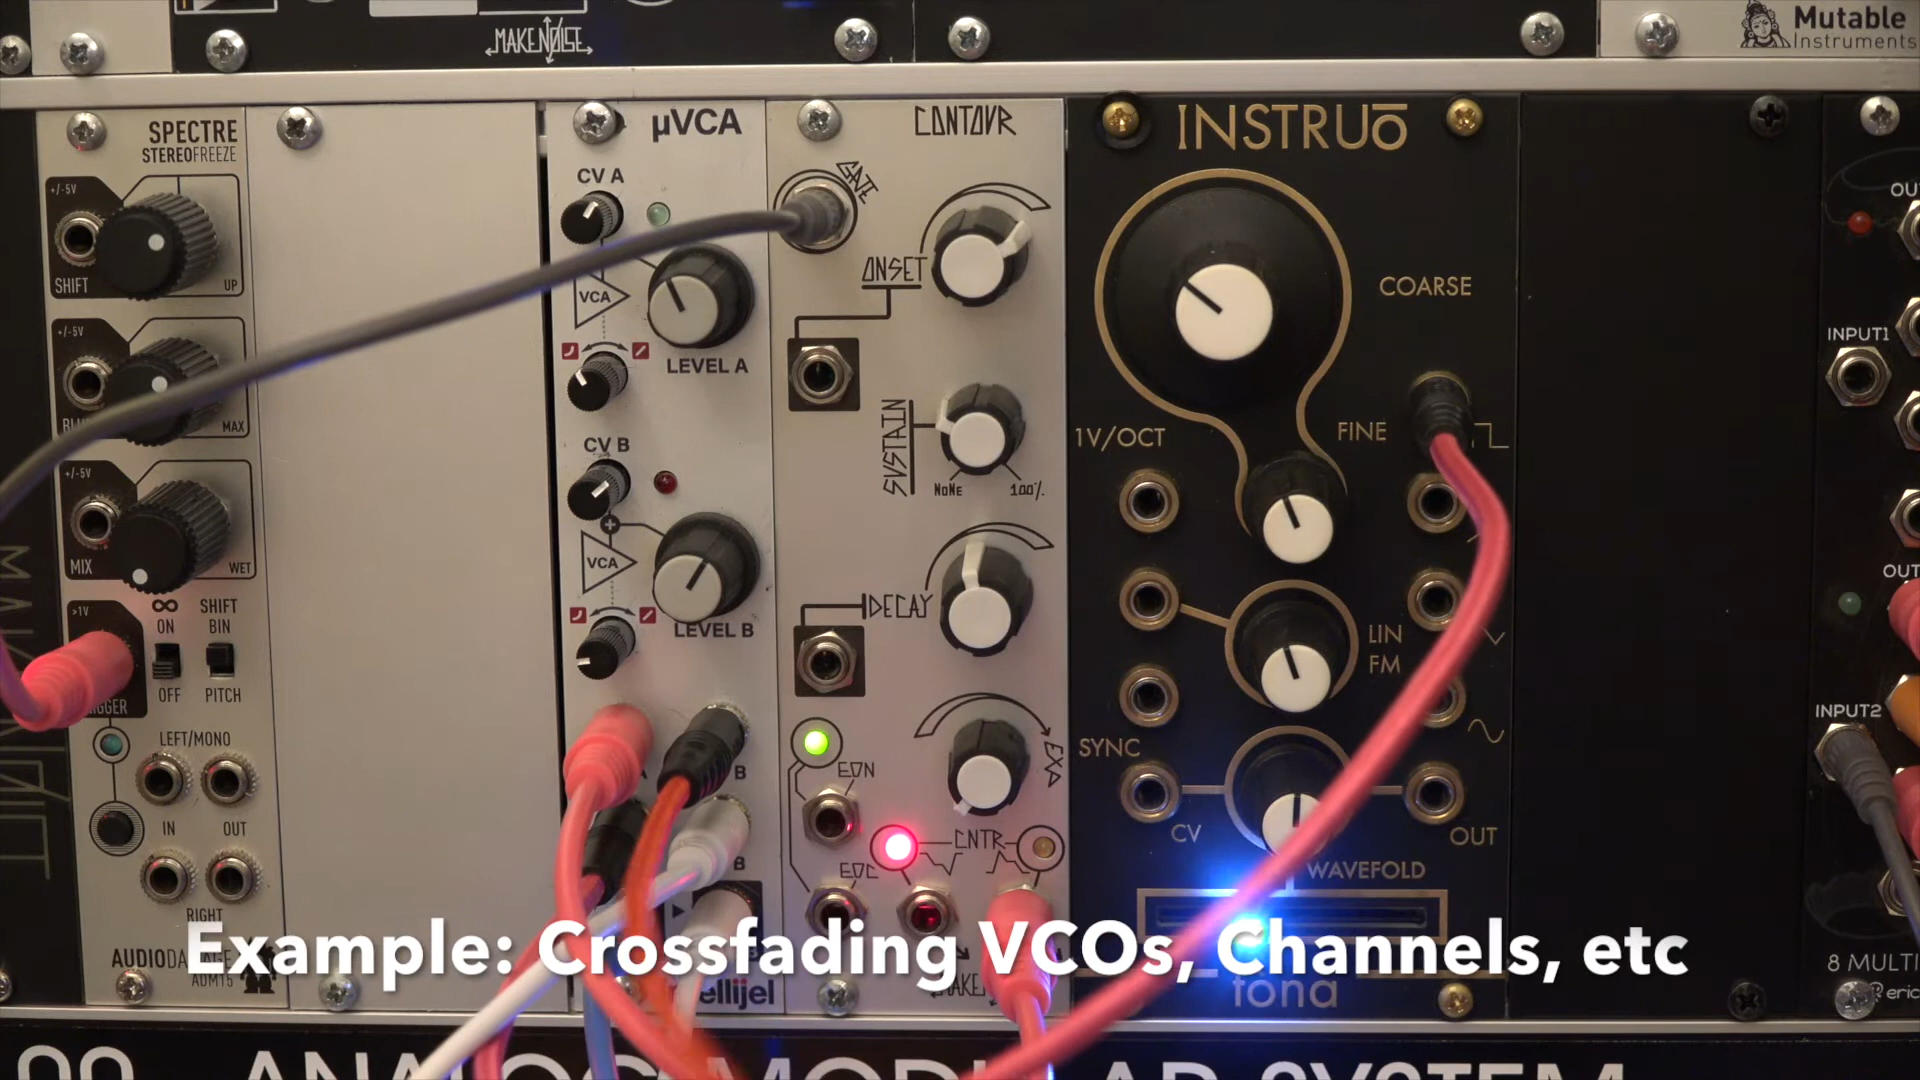 MAKENOISE
Mutable
Instruments
SPECTRE
STEREOFREEZE
+/-5V
SHIFT
UP
+/-5V
MAX
+/-5V
MIX
WET
>1V
∞
ON
OFF
SHIFT
BIN
PITCH
LEFT/MONO
IN
OUT
RIGHT
ADM15
µVCA
CV A
VCA
LEVEL A
CV B
VCA
LEVEL B
B
B
CONTOUR
GATE
ONSET
SUSTAIN
NONE
100%
DECAY
EXP
EON
EOC
CNTR
INSTRUŌ
COARSE
FINE
1V/OCT
LIN
FM
SYNC
CV
OUT
WAVEFOLD
tona
INPUT1
INPUT2
8 MULTI
Example: Crossfading VCOs, Channels, etc